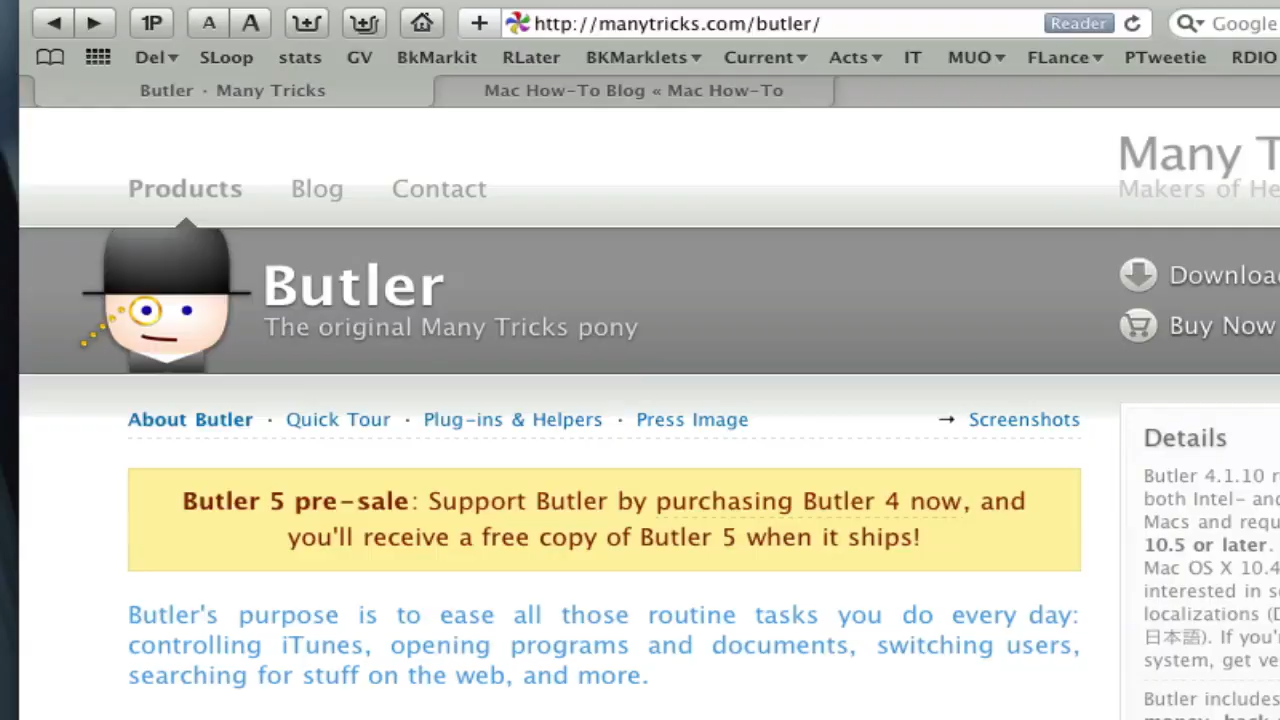 1P A A + http://manytricks.com/butler/ Reader Google
Del SLoop stats GV BkMarkit RLater BKMarklets Current Acts IT MUO FLance PTweetie RDIO
Butler · Many Tricks
Mac How-To Blog « Mac How-To
Many T
Makers of He
Products Blog Contact
Butler
The original Many Tricks pony
Downloa
Buy Now
About Butler · Quick Tour · Plug-ins & Helpers · Press Image → Screenshots
Butler 5 pre-sale: Support Butler by purchasing Butler 4 now, and
you'll receive a free copy of Butler 5 when it ships!
Butler's purpose is to ease all those routine tasks you do every day:
controlling iTunes, opening programs and documents, switching users,
searching for stuff on the web, and more.
Details
Butler 4.1.10 r
both Intel- and
Macs and requ
10.5 or later.
Mac OS X 10.4
interested in s
localizations (D
日本語). If you'
system, get ve
Butler includes